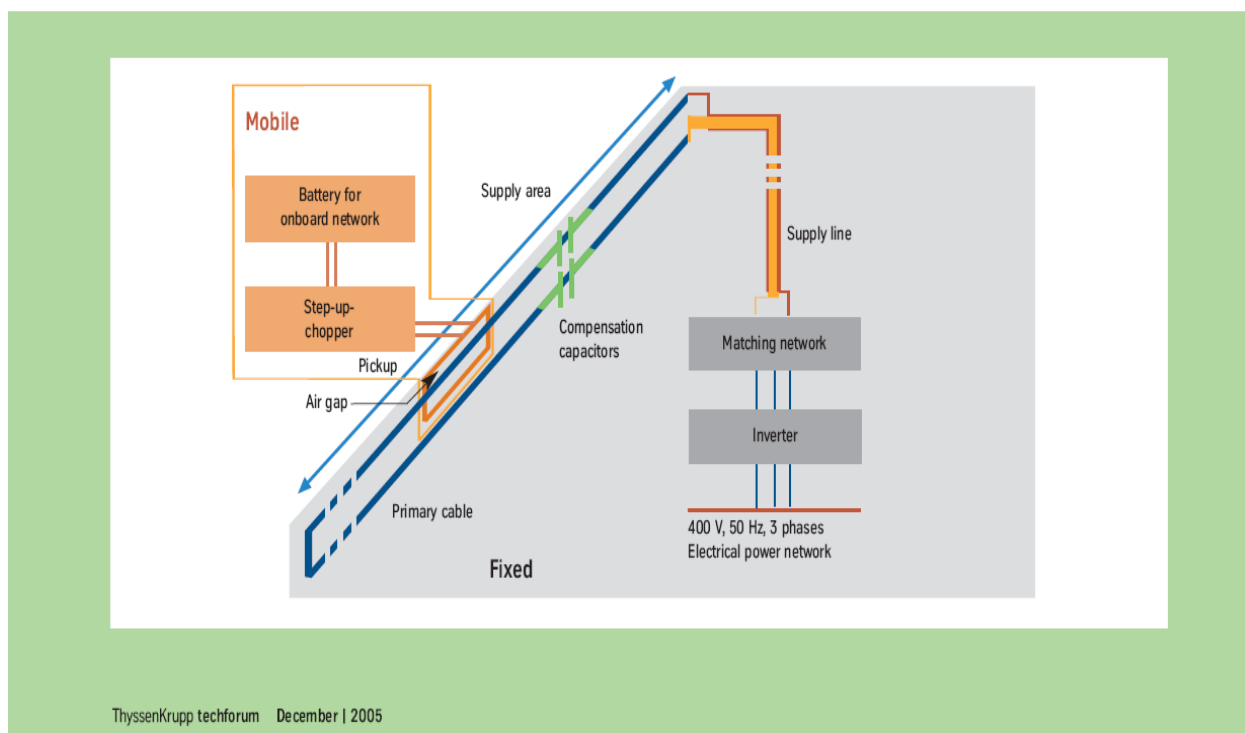 Mobile
Battery for
onboard network
Step-up-
chopper
Pickup
Air gap
Supply area
Compensation
capacitors
Primary cable
Fixed
Supply line
Matching network
Inverter
400 V, 50 Hz, 3 phases
Electrical power network
ThyssenKrupp techforum December | 2005